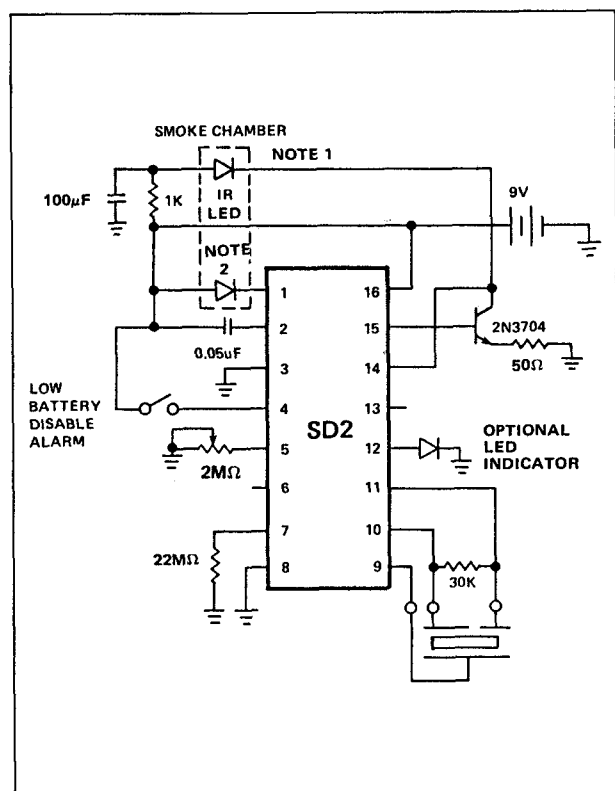 SMOKE CHAMBER
NOTE 1
100μF
1K
IR
LED
9V
NOTE
2
1
16
2
15
2N3704
0.05uF
3
14
50Ω
LOW
BATTERY
DISABLE
ALARM
4
13
SD2
OPTIONAL
LED
INDICATOR
5
12
2MΩ
6
11
7
10
22MΩ
8
9
30K